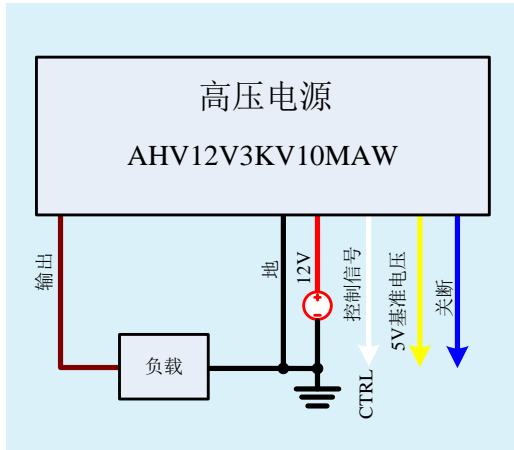 高压电源
AHV12V3KV10MAW
输出
地
12V
控制信号
5V基准电压
关断
负载
CTRL